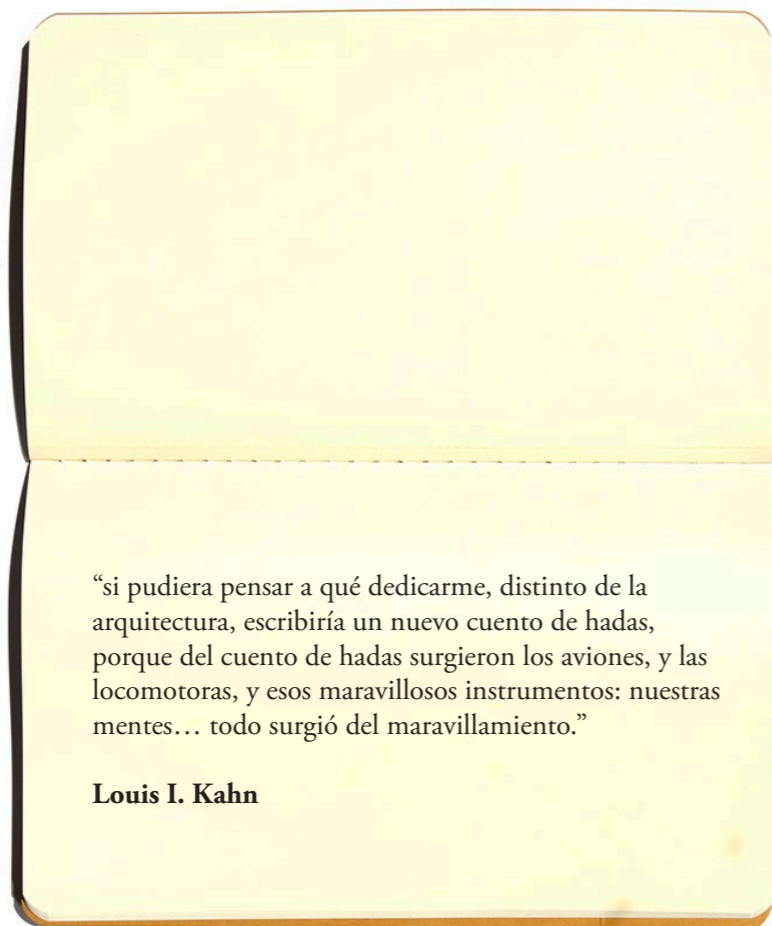 “si pudiera pensar a qué dedicarme, distinto de la
arquitectura, escribiría un nuevo cuento de hadas,
porque del cuento de hadas surgieron los aviones, y las
locomotoras, y esos maravillosos instrumentos: nuestras
mentes… todo surgió del maravillamiento.”
Louis I. Kahn